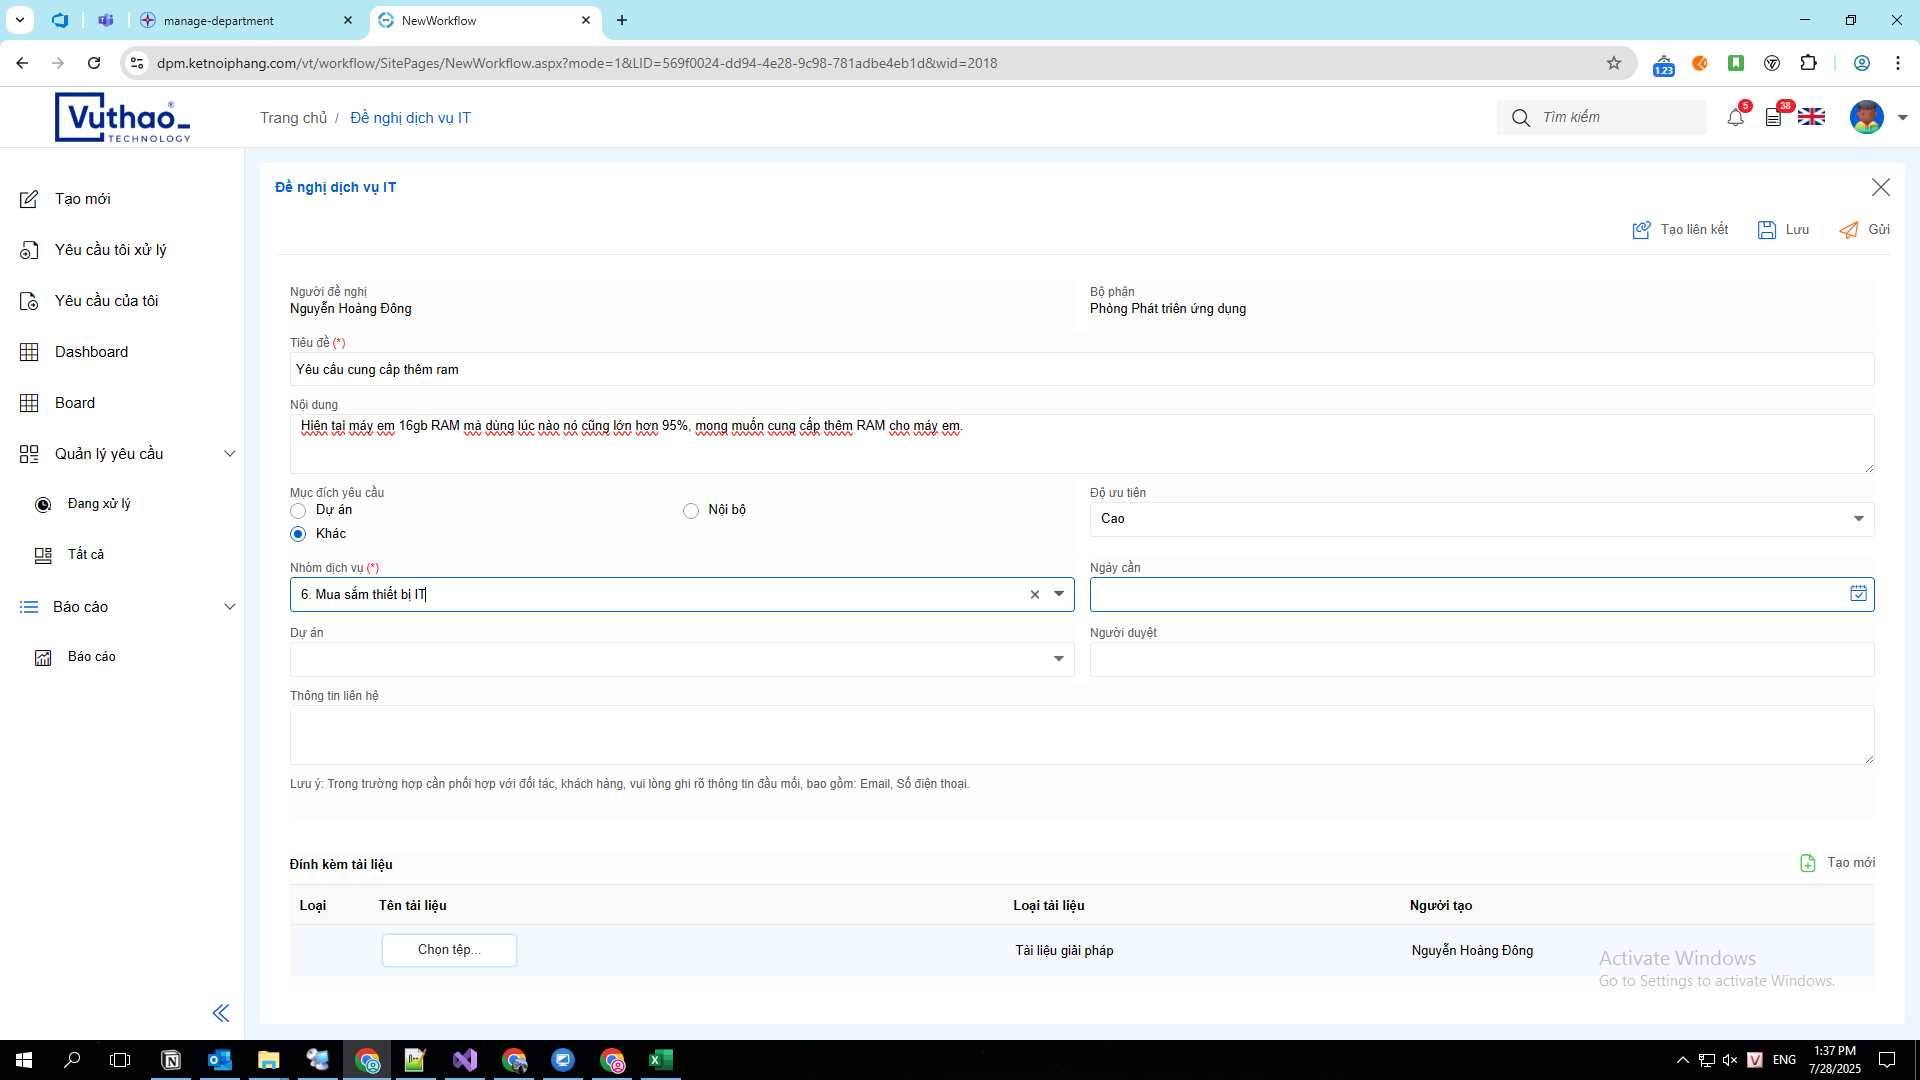 manage-department
NewWorkflow
dpm.ketnoiphang.com/vt/workflow/SitePages/NewWorkflow.aspx?mode=1&LID=569f0024-dd94-4e28-9c98-781adbe4eb1d&wid=2018
1.23
Vuthao_
TECHNOLOGY
Trang chủ / Đề nghị dịch vụ IT
Tìm kiếm
5
38
Tạo mới
Yêu cầu tôi xử lý
Yêu cầu của tôi
Dashboard
Board
Quản lý yêu cầu
Đang xử lý
Tất cả
Báo cáo
Báo cáo
Đề nghị dịch vụ IT
Tạo liên kết
Lưu
Gửi
Người đề nghị
Nguyễn Hoàng Đông
Bộ phận
Phòng Phát triển ứng dụng
Tiêu đề (*)
Yêu cầu cung cấp thêm ram
Nội dung
Hiện tại máy em 16gb RAM mà dùng lúc nào nó cũng lớn hơn 95%, mong muốn cung cấp thêm RAM cho máy em.
Mục đích yêu cầu
Dự án
Nội bộ
Khác
Độ ưu tiên
Cao
Nhóm dịch vụ (*)
6. Mua sắm thiết bị IT
Ngày cần
Dự án
Người duyệt
Thông tin liên hệ
Lưu ý: Trong trường hợp cần phối hợp với đối tác, khách hàng, vui lòng ghi rõ thông tin đầu mối, bao gồm: Email, Số điện thoại.
Đính kèm tài liệu
Tạo mới
Loại
Tên tài liệu
Loại tài liệu
Người tạo
Chọn tệp...
Tài liệu giải pháp
Nguyễn Hoàng Đông
Activate Windows
Go to Settings to activate Windows.
ENG
1:37 PM
7/28/2025